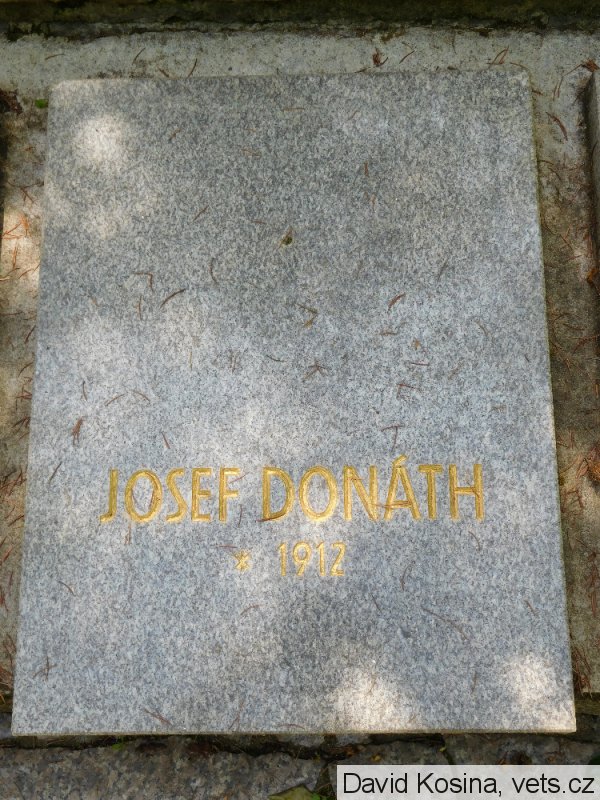 JOSEF DONÁTH
* 1912
David Kosina, vets.cz